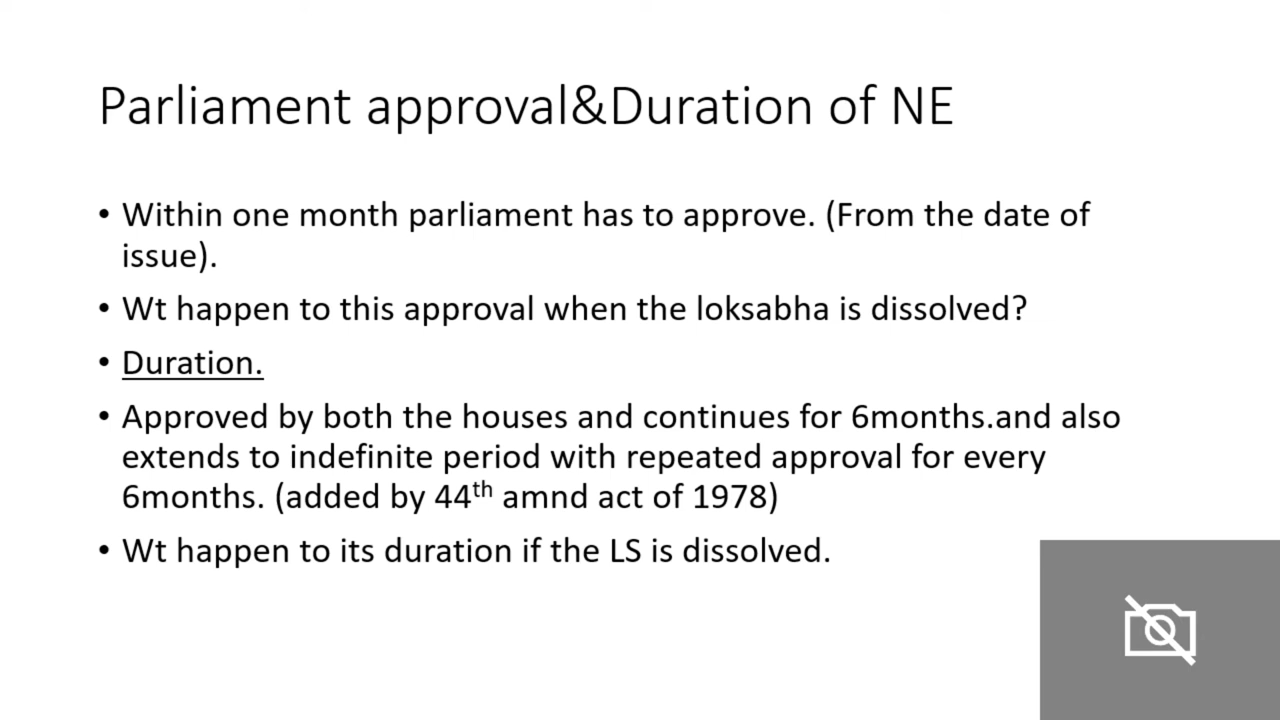 Parliament approval&Duration of NE
• Within one month parliament has to approve. (From the date of
issue).
• Wt happen to this approval when the loksabha is dissolved?
• Duration.
• Approved by both the houses and continues for 6months.and also
extends to indefinite period with repeated approval for every
6months. (added by 44th amnd act of 1978)
• Wt happen to its duration if the LS is dissolved.